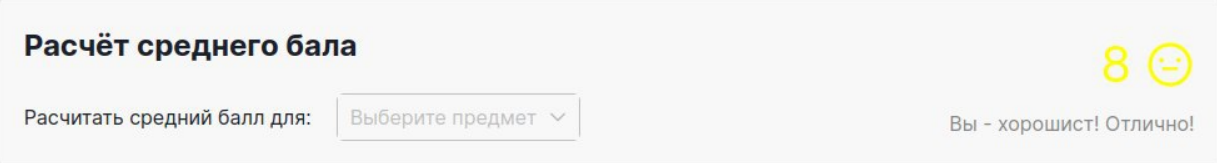 Расчёт среднего бала
8
Расчитать средний балл для: Выберите предмет
Вы - хорошист! Отлично!